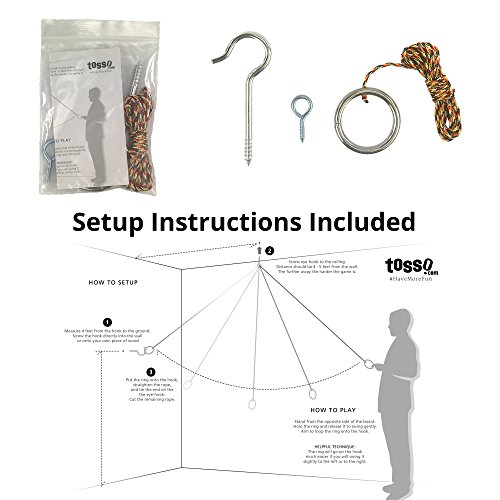 tosso
.com
#HaveMoreFun
TO PLAY
Setup Instructions Included
HOW TO SETUP
2
Screw eye hook to the ceiling.
Distance should be 4 - 5 feet from the wall.
The further away the harder the game is.
tosso
.com
#HaveMoreFun
1
Measure 4 feet from the hook to the ground.
Screw the hook directly into the wall
or onto your own piece of wood
3
Put the ring onto the hook,
straighten the rope,
and tie the end on
the eye-hook.
Cut the remaining rope.
HOW TO PLAY
Stand from the opposite side of the board.
Hold the ring and release it to swing gently.
Aim to loop the ring onto the hook.
HELPFUL TECHNIQUE :
The ring will go on the hook
much easier if you swing it
slightly to the left or to the right.